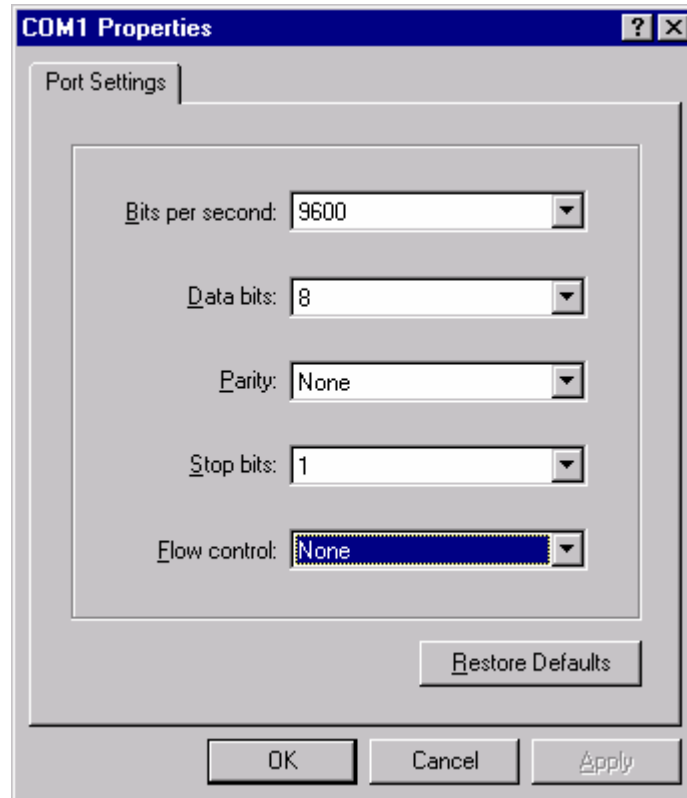 COM1 Properties
Port Settings
Bits per second: 9600
Data bits: 8
Parity: None
Stop bits: 1
Flow control: None
Restore Defaults
OK Cancel Apply